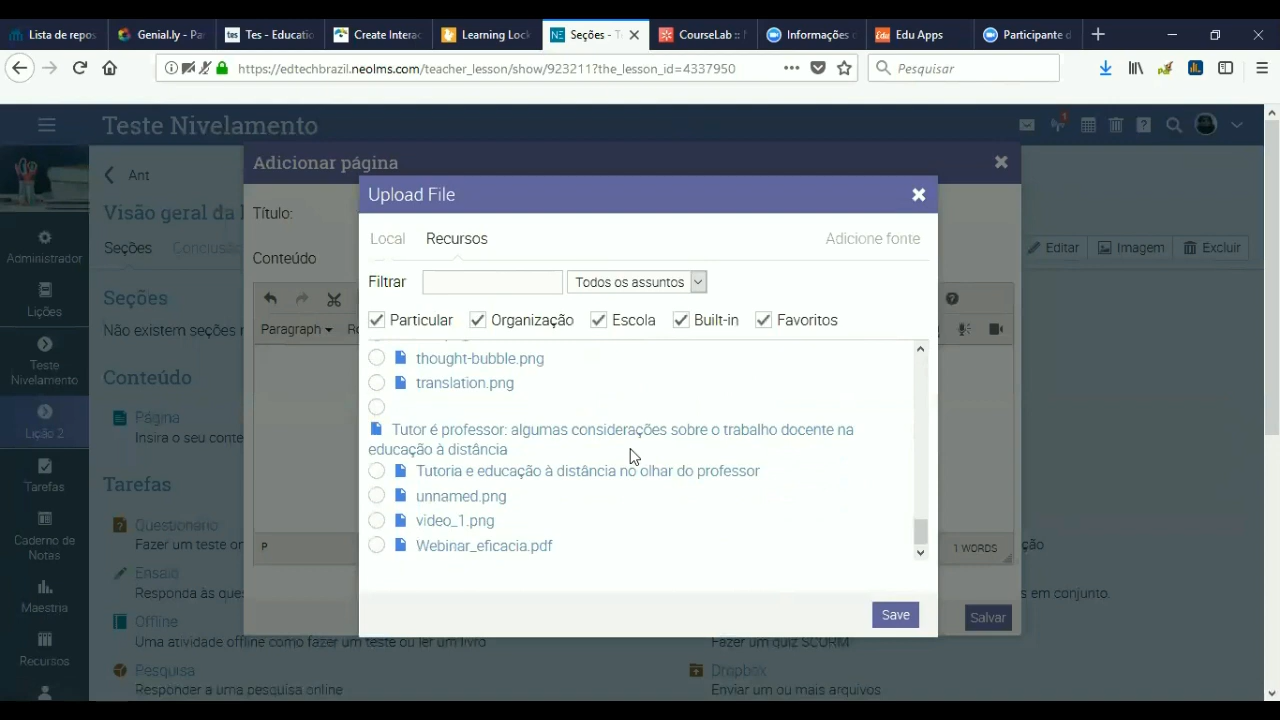 Lista de repos
Genial.ly - Pa
Tes - Educatio
Create Interac
Learning Lock
Seções - T
CourseLab ::
Informações
Edu Apps
Participante d
https://edtechbrazil.neolms.com/teacher_lesson/show/923211?the_lesson_id=4337950
Pesquisar
Teste Nivelamento
Administrador
Lições
Teste
Nivelamento
Lição 2
Tarefas
Caderno de
Notas
Maestria
Recursos
Ant
Visão geral da
Seções
Conclusão
Editar
Imagem
Excluir
Seções
Não existem seções
Conteúdo
Página
Insira o seu conte
Tarefas
Questionário
Fazer um teste on
Ensaio
Responda às que
em conjunto.
Offline
Uma atividade offline como fazer um teste ou ler um livro
Fazer um quiz SCORM
Pesquisa
Responder a uma pesquisa online
Dropbox
Enviar um ou mais arquivos
Adicionar página
Título:
Conteúdo
Paragraph
P
1 WORDS
Salvar
Upload File
Local
Recursos
Adicione fonte
Filtrar
Todos os assuntos
Particular
Organização
Escola
Built-in
Favoritos
thought-bubble.png
translation.png
Tutor é professor: algumas considerações sobre o trabalho docente na
educação à distância
Tutoria e educação à distância no olhar do professor
unnamed.png
video_1.png
Webinar_eficacia.pdf
Save